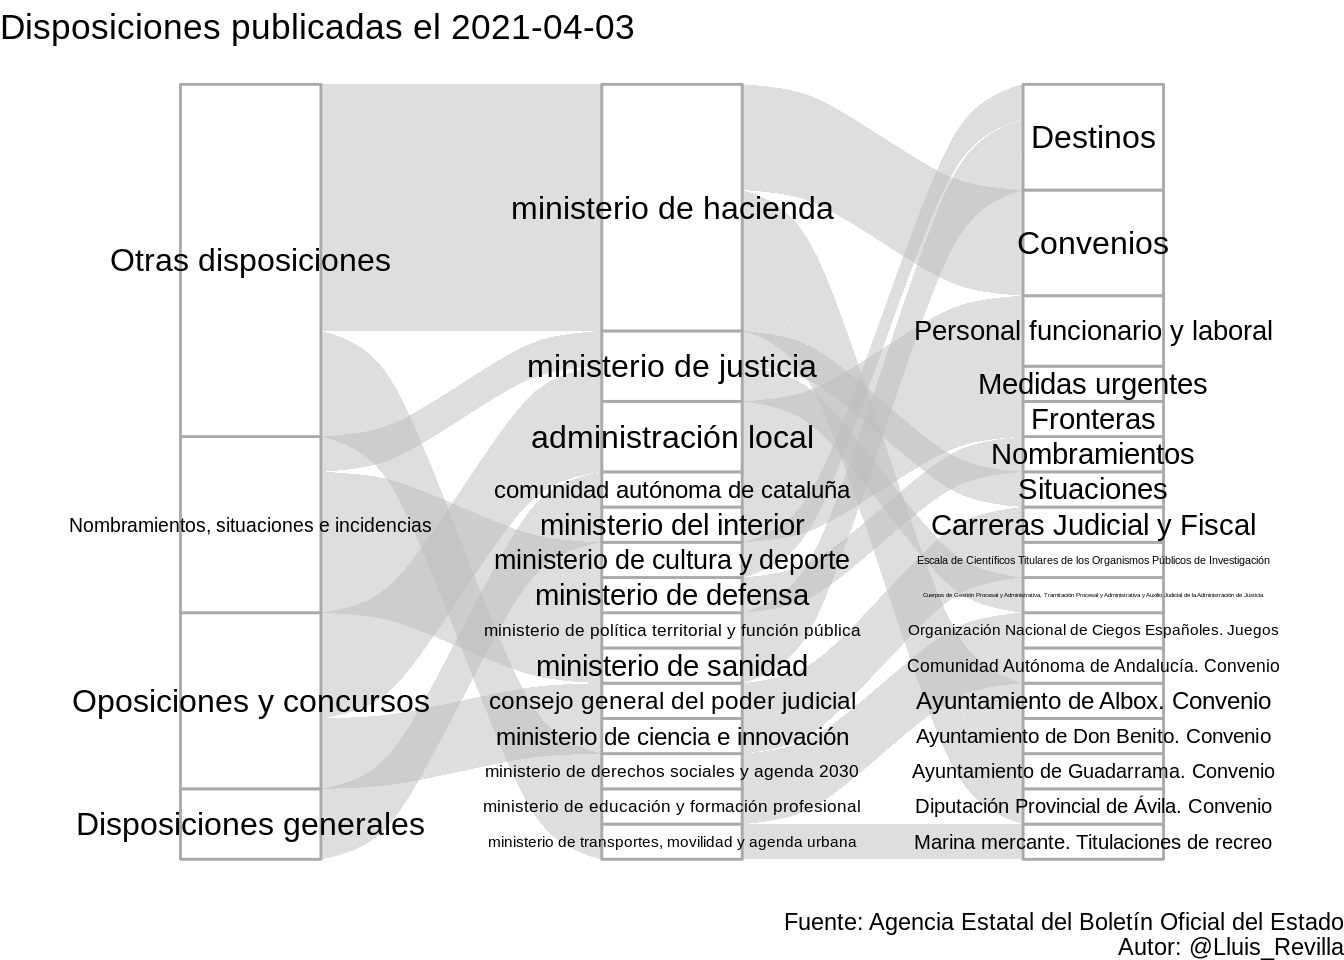 Disposiciones publicadas el 2021-04-03
Otras disposiciones
Nombramientos, situaciones e incidencias
Oposiciones y concursos
Disposiciones generales
ministerio de hacienda
ministerio de justicia
administración local
comunidad autónoma de cataluña
ministerio del interior
ministerio de cultura y deporte
ministerio de defensa
ministerio de política territorial y función pública
ministerio de sanidad
consejo general del poder judicial
ministerio de ciencia e innovación
ministerio de derechos sociales y agenda 2030
ministerio de educación y formación profesional
ministerio de transportes, movilidad y agenda urbana
Destinos
Convenios
Personal funcionario y laboral
Medidas urgentes
Fronteras
Nombramientos
Situaciones
Carreras Judicial y Fiscal
Escala de Científicos Titulares de los Organismos Públicos de Investigación
Cuerpos de Gestión Procesal y Administrativa, Tramitación Procesal y Administrativa y Auxilio Judicial de la Administración de Justicia
Organización Nacional de Ciegos Españoles. Juegos
Comunidad Autónoma de Andalucía. Convenio
Ayuntamiento de Albox. Convenio
Ayuntamiento de Don Benito. Convenio
Ayuntamiento de Guadarrama. Convenio
Diputación Provincial de Ávila. Convenio
Marina mercante. Titulaciones de recreo
Fuente: Agencia Estatal del Boletín Oficial del Estado
Autor: @Lluis_Revilla